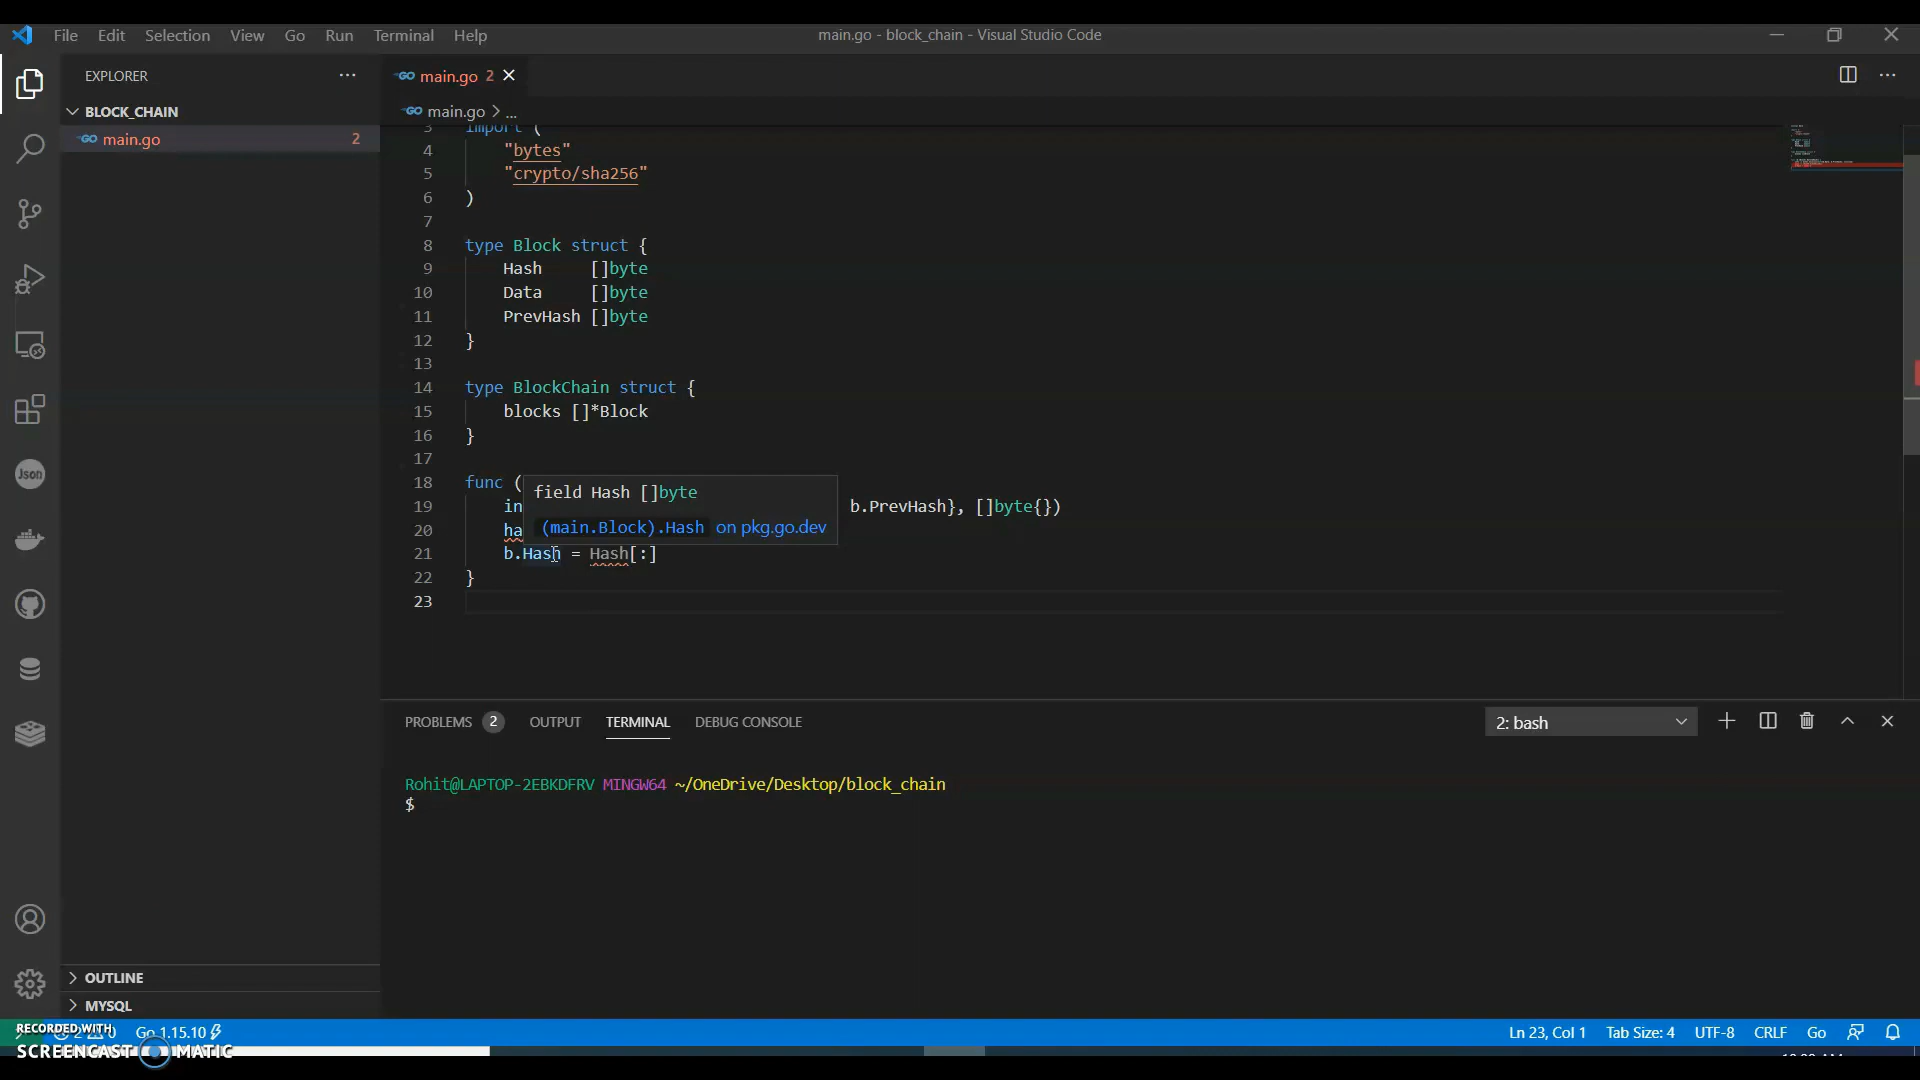 File Edit Selection View Go Run Terminal Help
main.go - block_chain - Visual Studio Code
EXPLORER
main.go 2
BLOCK_CHAIN
main.go > ...
main.go 2
3 import (
4 "bytes"
5 "crypto/sha256"
6 )
7
8 type Block struct {
9 Hash []byte
10 Data []byte
11 PrevHash []byte
12 }
13
14 type BlockChain struct {
15 blocks []*Block
16 }
17
18 func (
field Hash []byte
19 in b.PrevHash}, []byte{})
(main.Block).Hash on pkg.go.dev
20 ha
21 b.Hash = Hash[:]
22 }
23
PROBLEMS 2 OUTPUT TERMINAL DEBUG CONSOLE
2: bash
Rohit@LAPTOP-2EBKDFRV MINGW64 ~/OneDrive/Desktop/block_chain
$
Json
OUTLINE
MYSQL
RECORDED WITH
SCREENCAST MATIC
2 0 Go 1.15.10
Ln 23, Col 1 Tab Size: 4 UTF-8 CRLF Go